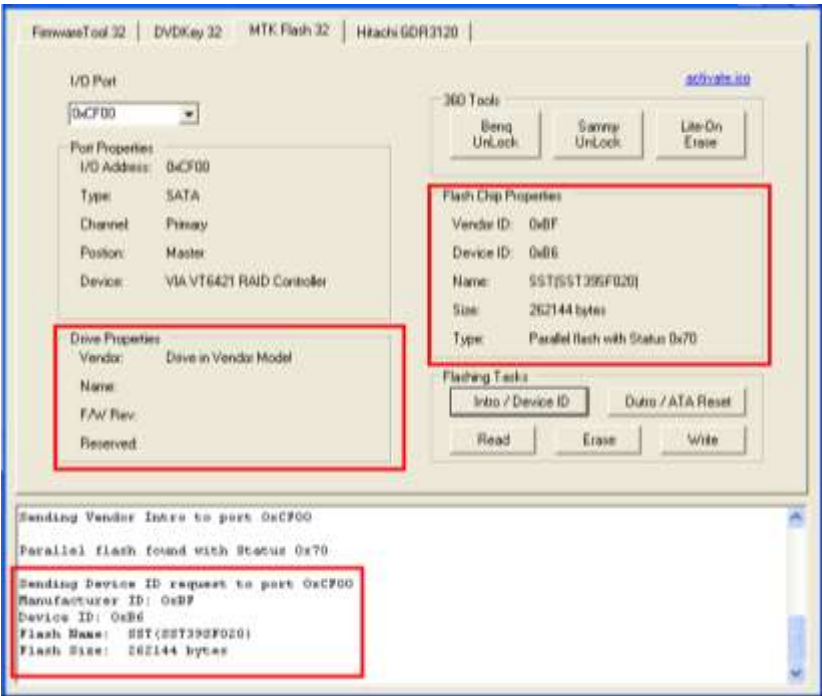 FirmwareTool 32
DVDKey 32
MTK Flash 32
Hitachi GDR3120
I/O Port
0xCF00
activate.iso
360 Tools
Benq UnLock
Sammy UnLock
Lite-On Erase
Port Properties
I/O Address: 0xCF00
Type: SATA
Channel: Primary
Postion: Master
Device: VIA VT6421 RAID Controller
Flash Chip Properties
Vendor ID: 0xBF
Device ID: 0xB6
Name: SST(SST39SF020)
Size: 262144 bytes
Type: Parallel flash with Status 0x70
Drive Properties
Vendor: Drive in Vendor Mode!
Name:
F/W Rev:
Reserved:
Flashing Tasks
Intro / Device ID
Outro / ATA Reset
Read
Erase
Write
Sending Vendor Intro to port 0xCF00
Parallel flash found with Status 0x70
Sending Device ID request to port 0xCF00
Manufacturer ID: 0xBF
Device ID: 0xB6
Flash Name: SST(SST39SF020)
Flash Size: 262144 bytes